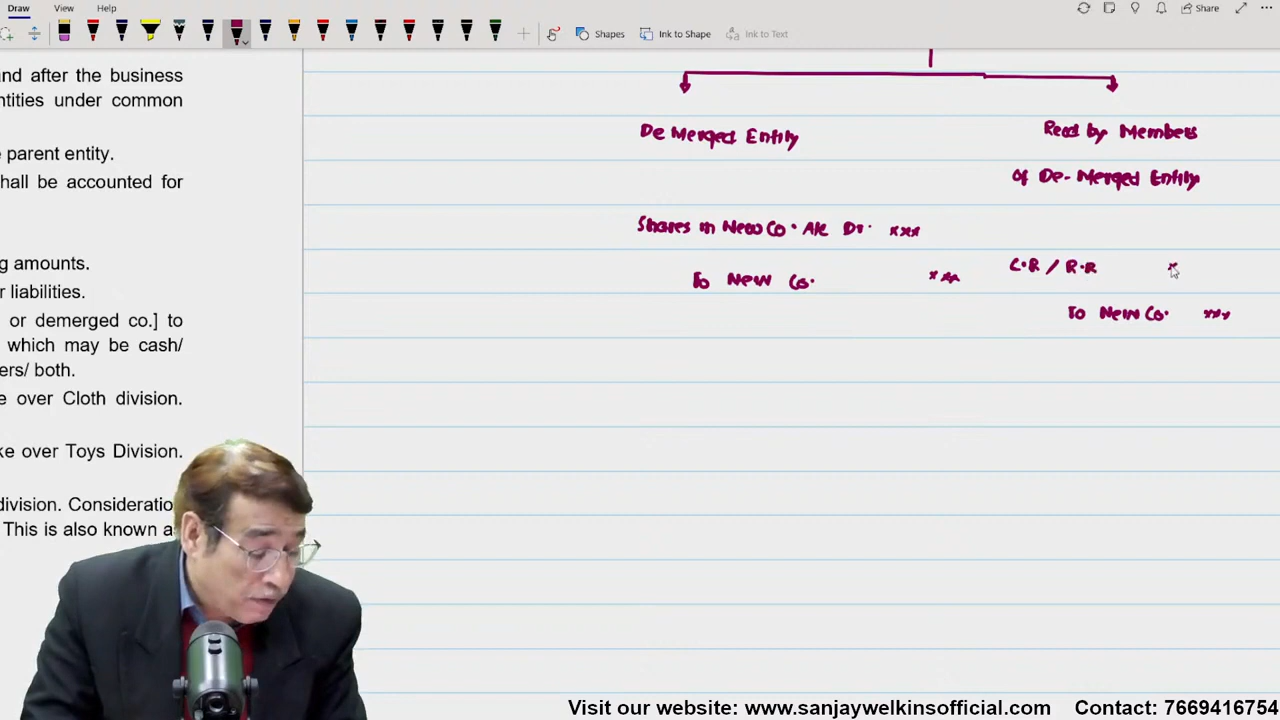 Draw View Help Share
Shapes Ink to Shape Ink to Text
and after the business
ntities under common
parent entity.
hall be accounted for
g amounts.
r liabilities.
or demerged co.] to
which may be cash/
ers/ both.
e over Cloth division.
ke over Toys Division.
division. Consideratio
This is also known a
De Merged Entity
Recd by Members
of De-Merged Entity
Shares in New Co. A/c Dr. xxx
To New Co. xxx
C.R / R.R x
To New Co. xxx
Visit our website: www.sanjaywelkinsofficial.com Contact: 7669416754